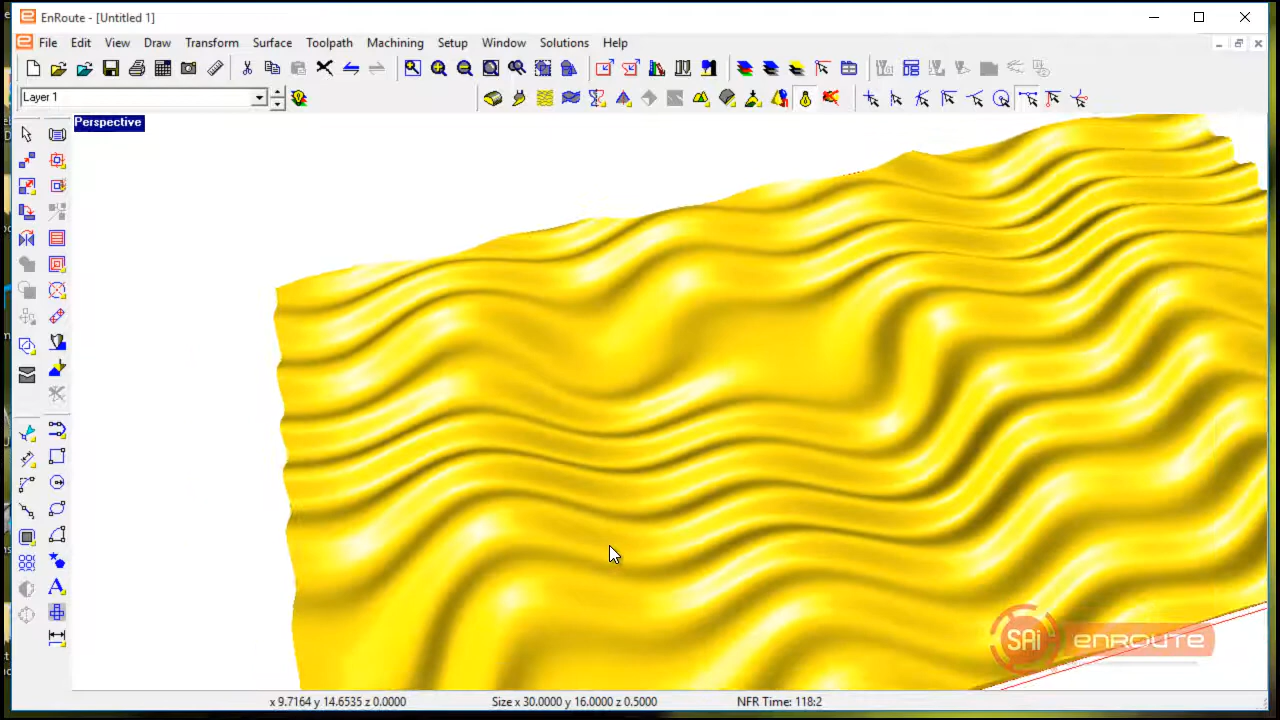 EnRoute - [Untitled 1]
File Edit View Draw Transform Surface Toolpath Machining Setup Window Solutions Help
Layer 1
Perspective
SAi ENROUTE
x 9.7164 y 14.6535 z 0.0000 Size x 30.0000 y 16.0000 z 0.5000 NFR Time: 118:2